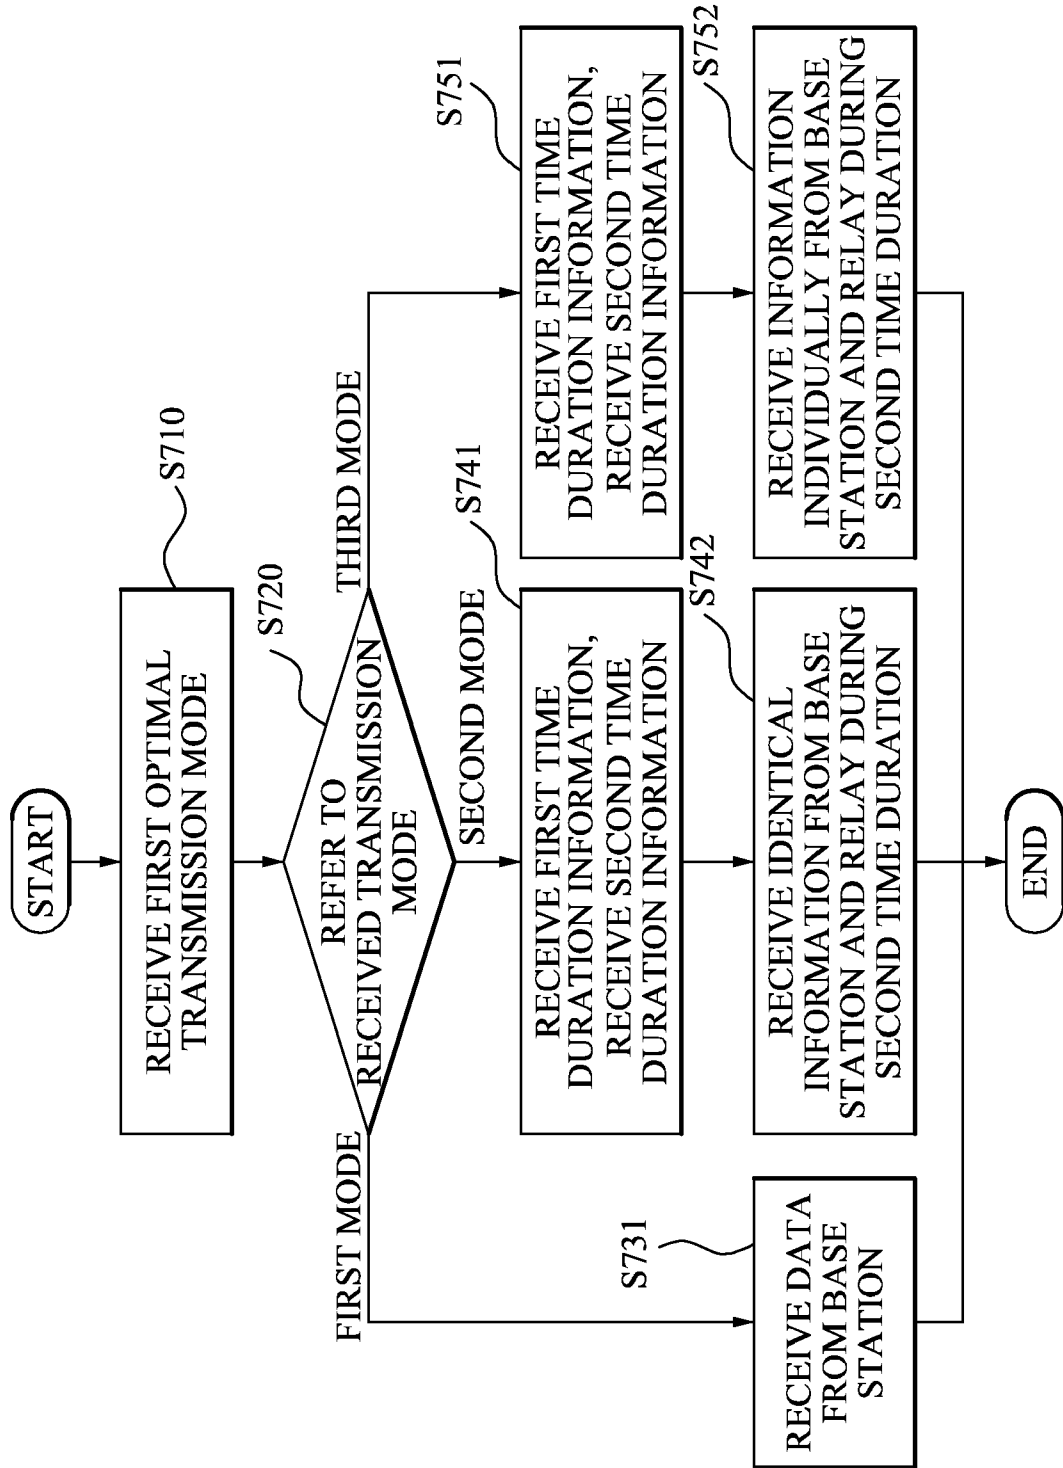 START
S710
RECEIVE FIRST OPTIMAL
TRANSMISSION MODE
S720
REFER TO
RECEIVED TRANSMISSION
MODE
FIRST MODE
SECOND MODE
THIRD MODE
S731
RECEIVE DATA
FROM BASE
STATION
S741
RECEIVE FIRST TIME
DURATION INFORMATION,
RECEIVE SECOND TIME
DURATION INFORMATION
S742
RECEIVE IDENTICAL
INFORMATION FROM BASE
STATION AND RELAY DURING
SECOND TIME DURATION
S751
RECEIVE FIRST TIME
DURATION INFORMATION,
RECEIVE SECOND TIME
DURATION INFORMATION
S752
RECEIVE INFORMATION
INDIVIDUALLY FROM BASE
STATION AND RELAY DURING
SECOND TIME DURATION
END